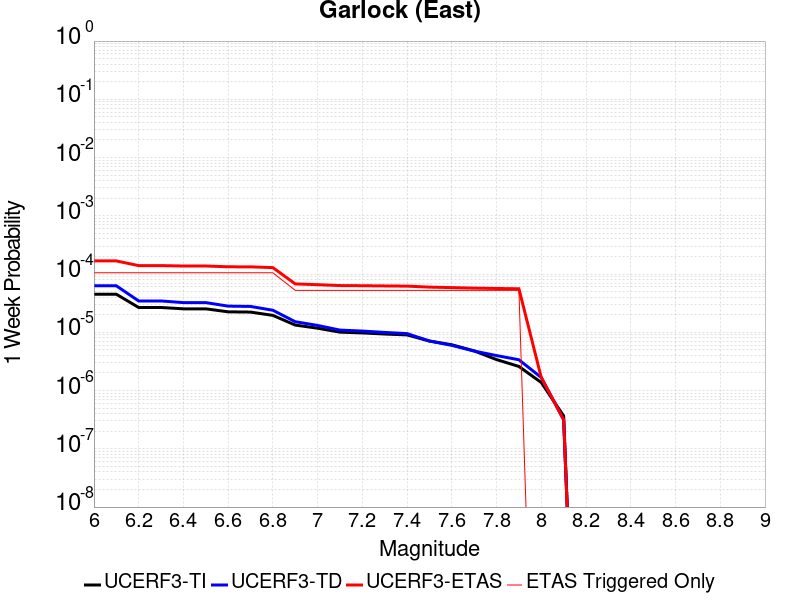 Garlock (East)
10^0
10^-1
10^-2
10^-3
10^-4
10^-5
10^-6
10^-7
10^-8
1 Week Probability
6 6.2 6.4 6.6 6.8 7 7.2 7.4 7.6 7.8 8 8.2 8.4 8.6 8.8 9
Magnitude
UCERF3-TI UCERF3-TD UCERF3-ETAS ETAS Triggered Only